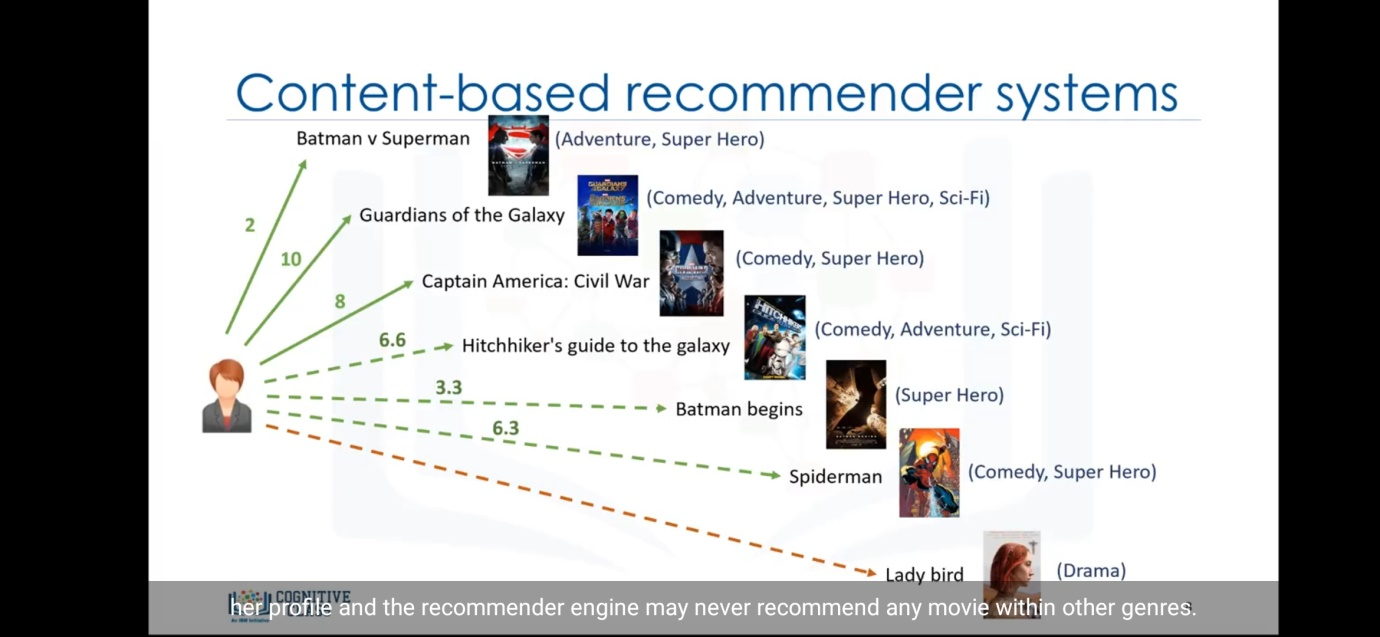 Content-based recommender systems
Batman v Superman
(Adventure, Super Hero)
2
Guardians of the Galaxy
(Comedy, Adventure, Super Hero, Sci-Fi)
10
Captain America: Civil War
(Comedy, Super Hero)
8
6.6
Hitchhiker's guide to the galaxy
(Comedy, Adventure, Sci-Fi)
3.3
Batman begins
(Super Hero)
6.3
Spiderman
(Comedy, Super Hero)
Lady bird
(Drama)
COGNITIVE
her profile and the recommender engine may never recommend any movie within other genres.